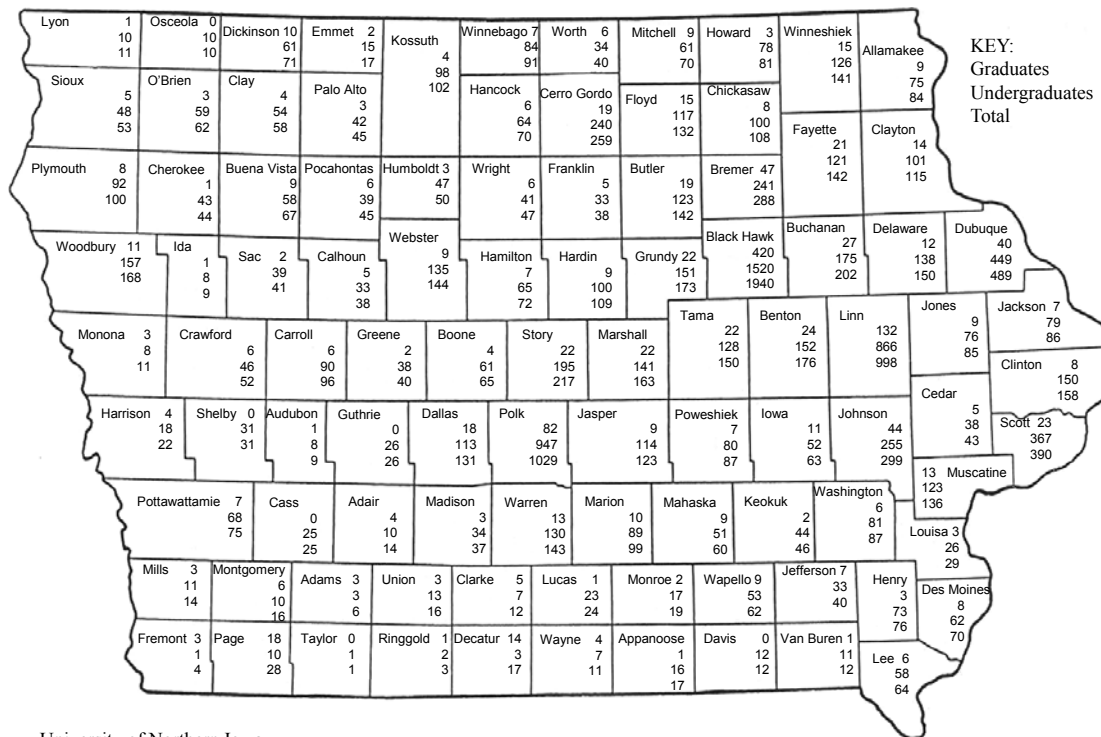 Lyon 1
10
11
Osceola 0
10
10
Dickinson 10
61
71
Emmet 2
15
17
Kossuth
4
98
102
Winnebago 7
84
91
Worth 6
34
40
Mitchell 9
61
70
Howard 3
78
81
Winneshiek
15
126
141
Allamakee
9
75
84
KEY:
Graduates
Undergraduates
Total
Sioux
5
48
53
O'Brien
3
59
62
Clay
4
54
58
Palo Alto
3
42
45
Hancock
6
64
70
Cerro Gordo
19
240
259
Floyd 15
117
132
Chickasaw
8
100
108
Fayette
21
121
142
Clayton
14
101
115
Plymouth 8
92
100
Cherokee
1
43
44
Buena Vista
9
58
67
Pocahontas
6
39
45
Humboldt 3
47
50
Wright
6
41
47
Franklin
5
33
38
Butler
19
123
142
Bremer 47
241
288
Woodbury 11
157
168
Ida
1
8
9
Sac 2
39
41
Calhoun
5
33
38
Webster
9
135
144
Hamilton
7
65
72
Hardin
9
100
109
Grundy 22
151
173
Black Hawk
420
1520
1940
Buchanan
27
175
202
Delaware
12
138
150
Dubuque
40
449
489
Monona 3
8
11
Crawford
6
46
52
Carroll
6
90
96
Greene
2
38
40
Boone
4
61
65
Story
22
195
217
Marshall
22
141
163
Tama
22
128
150
Benton
24
152
176
Linn
132
866
998
Jones
9
76
85
Jackson 7
79
86
Clinton
8
150
158
Harrison 4
18
22
Shelby 0
31
31
Audubon
1
8
9
Guthrie
0
26
26
Dallas
18
113
131
Polk
82
947
1029
Jasper
9
114
123
Poweshiek
7
80
87
Iowa
11
52
63
Johnson
44
255
299
Cedar
5
38
43
Scott 23
367
390
13 Muscatine
123
136
Pottawattamie 7
68
75
Cass
0
25
25
Adair
4
10
14
Madison
3
34
37
Warren
13
130
143
Marion
10
89
99
Mahaska
9
51
60
Keokuk
2
44
46
Washington
6
81
87
Louisa 3
26
29
Mills 3
11
14
Montgomery
6
10
16
Adams 3
3
6
Union 3
13
16
Clarke 5
7
12
Lucas 1
23
24
Monroe 2
17
19
Wapello 9
53
62
Jefferson 7
33
40
Henry
3
73
76
Des Moines
8
62
70
Fremont 3
1
4
Page 18
10
28
Taylor 0
1
1
Ringgold 1
2
3
Decatur 14
3
17
Wayne 4
7
11
Appanoose
1
16
17
Davis 0
12
12
Van Buren 1
11
12
Lee 6
58
64